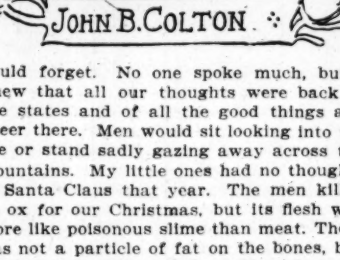 JOHN B. COLTON
uld forget. No one spoke much, bu
new that all our thoughts were back
e states and of all the good things a
eer there. Men would sit looking into
e or stand sadly gazing away across t
ountains. My little ones had no though
Santa Claus that year. The men kil
ox for our Christmas, but its flesh w
ore like poisonous slime than meat. The
as not a particle of fat on the bones, b